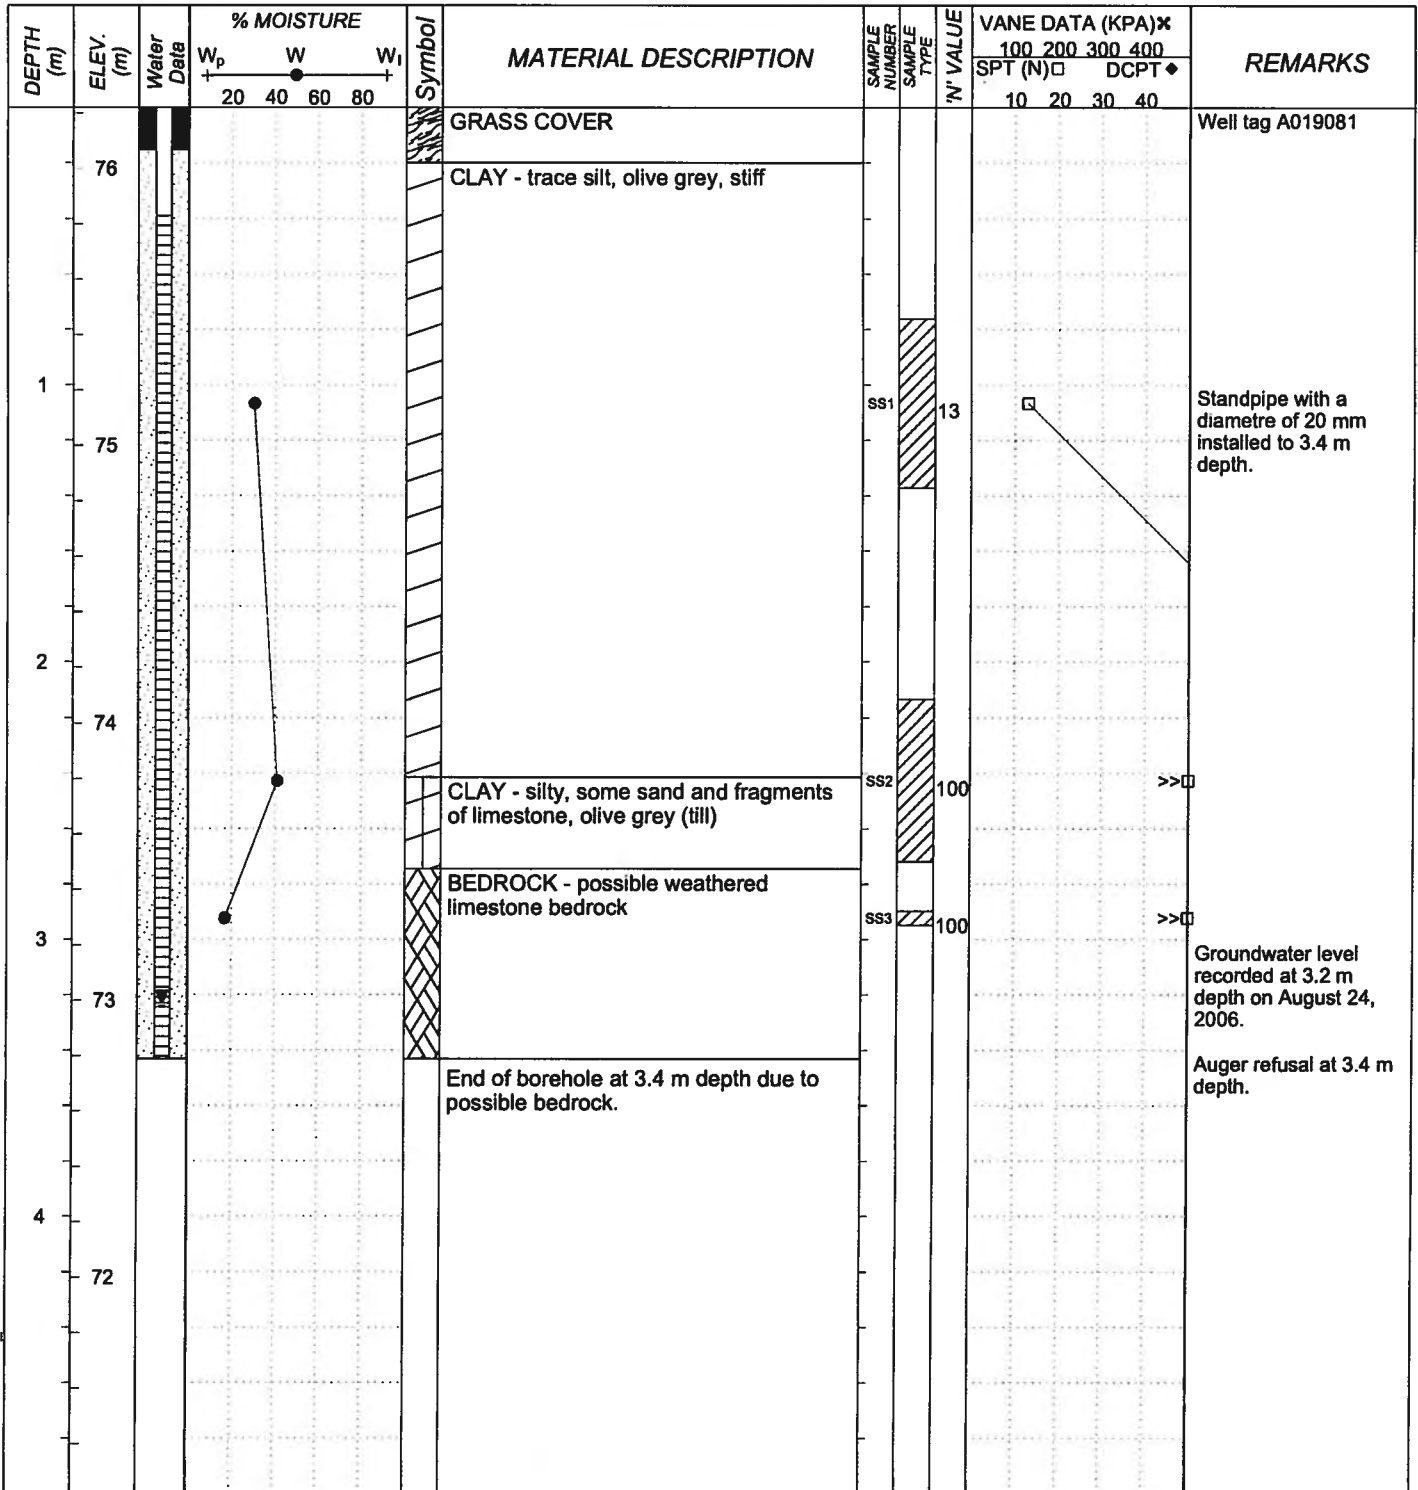 DEPTH (m)
ELEV. (m)
Water Data
% MOISTURE
Wp W Wl
20 40 60 80
Symbol
MATERIAL DESCRIPTION
SAMPLE NUMBER
SAMPLE TYPE
'N' VALUE
VANE DATA (KPA)×
100 200 300 400
SPT (N)□ DCPT ◆
10 20 30 40
REMARKS
GRASS COVER
Well tag A019081
76
CLAY - trace silt, olive grey, stiff
1
SS1
13
Standpipe with a
diametre of 20 mm
installed to 3.4 m
depth.
75
2
74
SS2
100
>>□
CLAY - silty, some sand and fragments
of limestone, olive grey (till)
BEDROCK - possible weathered
limestone bedrock
SS3
100
>>□
3
Groundwater level
recorded at 3.2 m
depth on August 24,
2006.
73
Auger refusal at 3.4 m
depth.
End of borehole at 3.4 m depth due to
possible bedrock.
4
72